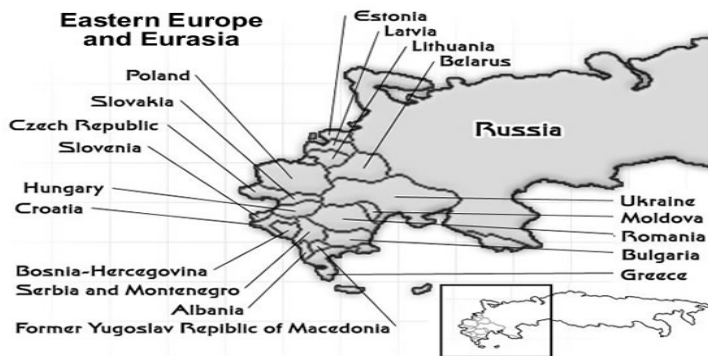 Eastern Europe
and Eurasia
Estonia
Latvia
Lithuania
Belarus
Poland
Slovakia
Czech Republic
Slovenia
Hungary
Croatia
Bosnia-Hercegovina
Serbia and Montenegro
Albania
Former Yugoslav Repiblic of Macedonia
Russia
Ukraine
Moldova
Romania
Bulgaria
Greece